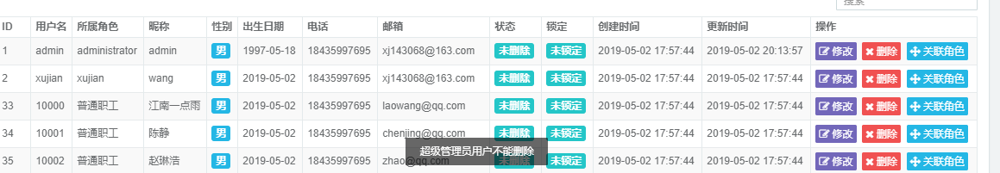 搜索
ID 用户名 所属角色 昵称 性别 出生日期 电话 邮箱 状态 锁定 创建时间 更新时间 操作
1 admin administrator admin 男 1997-05-18 18435997695 xj143068@163.com 未删除 未锁定 2019-05-02 17:57:44 2019-05-02 20:13:57 修改 删除 关联角色
2 xujian xujian wang 男 2019-05-02 18435997695 xj143068@163.com 未删除 未锁定 2019-05-02 17:57:44 2019-05-02 17:57:44 修改 删除 关联角色
33 10000 普通职工 江南一点雨 男 2019-05-02 18435997695 laowang@qq.com 未删除 未锁定 2019-05-02 17:57:44 2019-05-02 17:57:44 修改 删除 关联角色
34 10001 普通职工 陈静 男 2019-05-02 18435997695 chenjing@qq.com 未删除 未锁定 2019-05-02 17:57:44 2019-05-02 17:57:44 修改 删除 关联角色
超级管理员用户不能删除
35 10002 普通职工 赵琳浩 男 2019-05-02 18435997695 zhao@qq.com 未删除 未锁定 2019-05-02 17:57:44 2019-05-02 17:57:44 修改 删除 关联角色